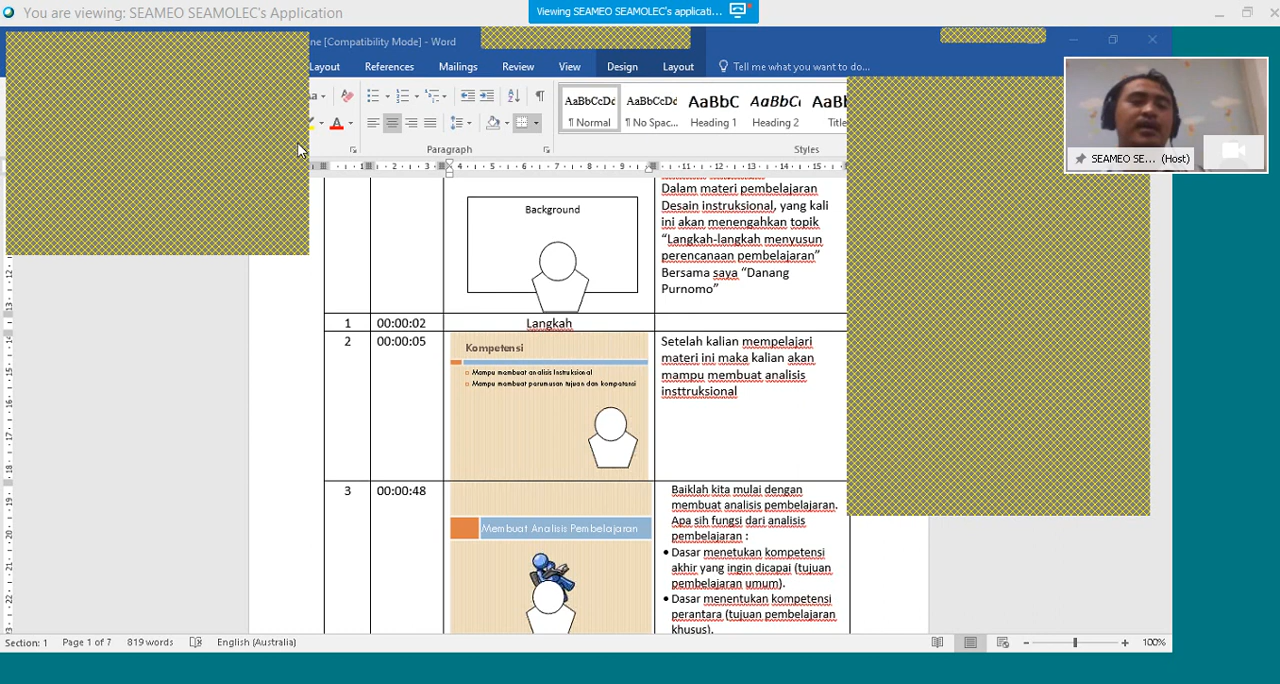 You are viewing: SEAMEO SEAMOLEC's Application
Viewing SEAMEO SEAMOLEC's applicati...
[Compatibility Mode] - Word
Layout References Mailings Review View Design Layout Tell me what you want to do...
AaBbCcDc AaBbCcDc AaBbC AaBbCc AaBb
¶ Normal ¶ No Spac... Heading 1 Heading 2 Title
Paragraph Styles
SEAMEO SE... (Host)
Background
Dalam materi pembelajaran
Desain instruksional, yang kali
ini akan menengahkan topik
“Langkah-langkah menyusun
perencanaan pembelajaran”
Bersama saya “Danang
Purnomo”
1 00:00:02 Langkah
2 00:00:05
Kompetensi
Mampu membuat analisis Instruksional
Mampu membuat parumusan tujuan dan kompetensi
Setelah kalian mempelajari
materi ini maka kalian akan
mampu membuat analisis
insttruksional
3 00:00:48
Membuat Analisis Pembelajaran
Baiklah kita mulai dengan
membuat analisis pembelajaran.
Apa sih fungsi dari analisis
pembelajaran :
• Dasar menetukan kompetensi
akhir yang ingin dicapai (tujuan
pembelajaran umum).
• Dasar menentukan kompetensi
perantara (tujuan pembelajaran
khusus).
Section: 1 Page 1 of 7 819 words English (Australia) 100%